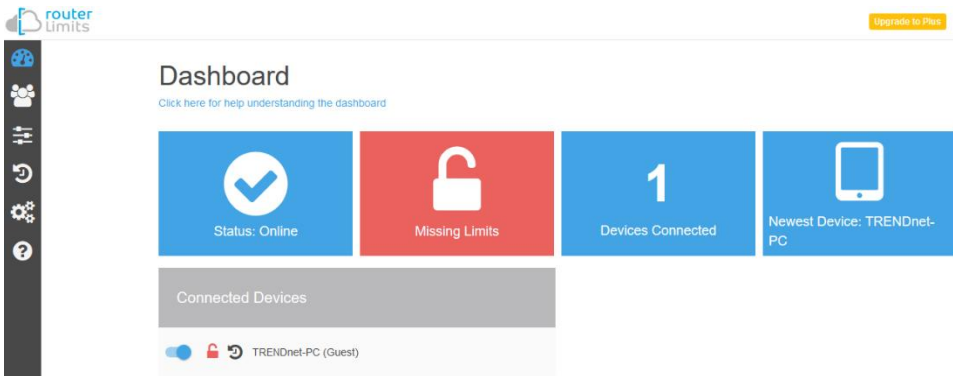 router
Limits
Upgrade to Plus
Dashboard
Click here for help understanding the dashboard
Status: Online
Missing Limits
1
Devices Connected
Newest Device: TRENDnet-
PC
Connected Devices
TRENDnet-PC (Guest)